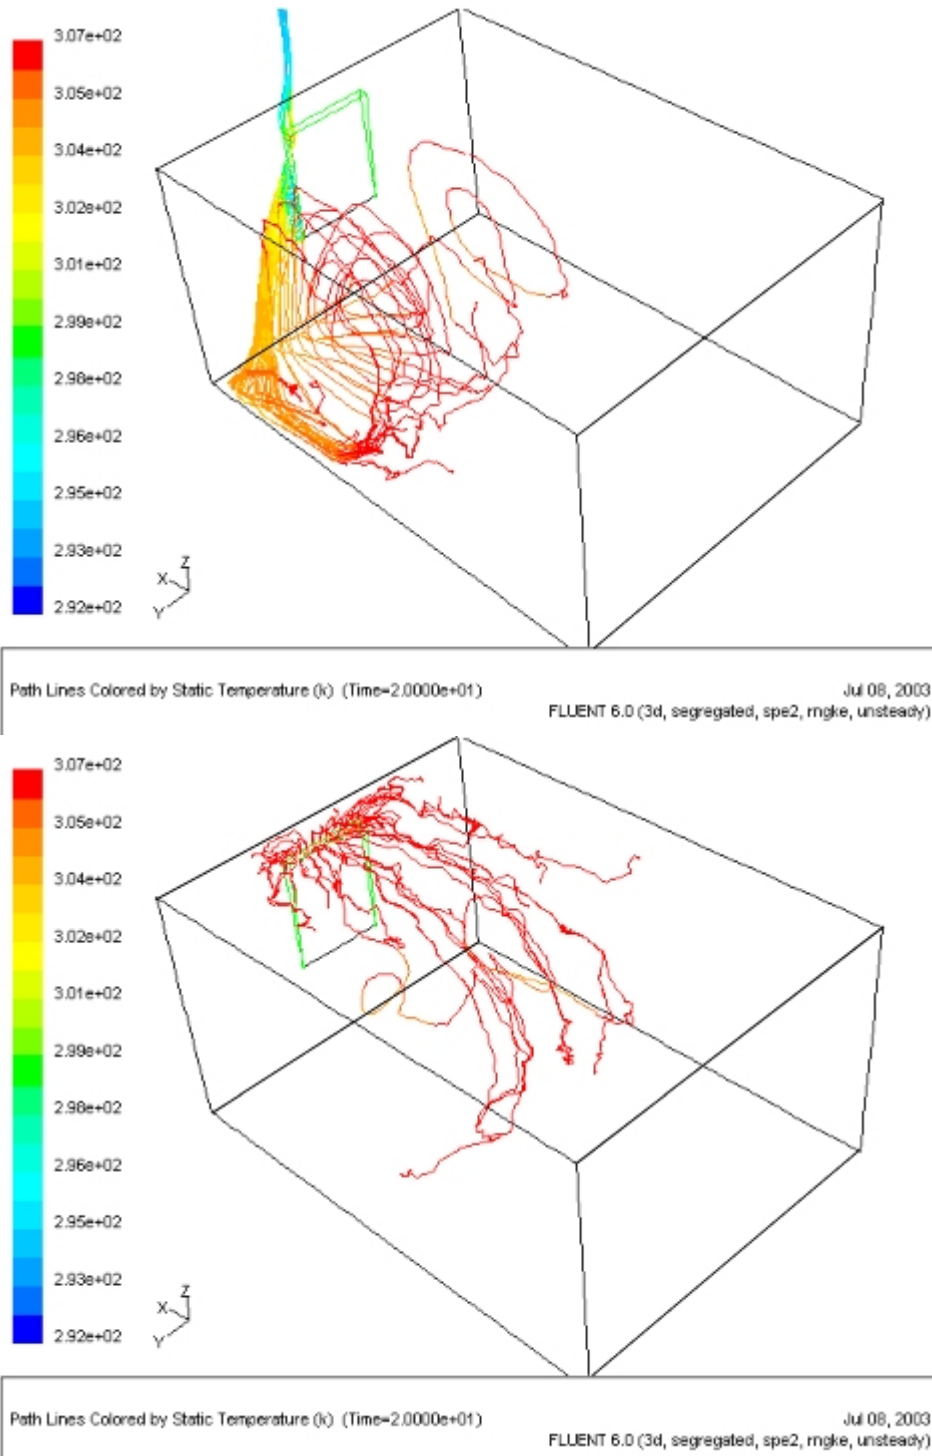 3.07e+02
3.05e+02
3.04e+02
3.02e+02
3.01e+02
2.99e+02
2.98e+02
2.96e+02
2.95e+02
2.93e+02
2.92e+02
Z
X
Y
Path Lines Colored by Static Temperature (k) (Time=2.0000e+01)
Jul 08, 2003
FLUENT 6.0 (3d, segregated, spe2, rngke, unsteady)
3.07e+02
3.05e+02
3.04e+02
3.02e+02
3.01e+02
2.99e+02
2.98e+02
2.96e+02
2.95e+02
2.93e+02
2.92e+02
Z
X
Y
Path Lines Colored by Static Temperature (k) (Time=2.0000e+01)
Jul 08, 2003
FLUENT 6.0 (3d, segregated, spe2, rngke, unsteady)